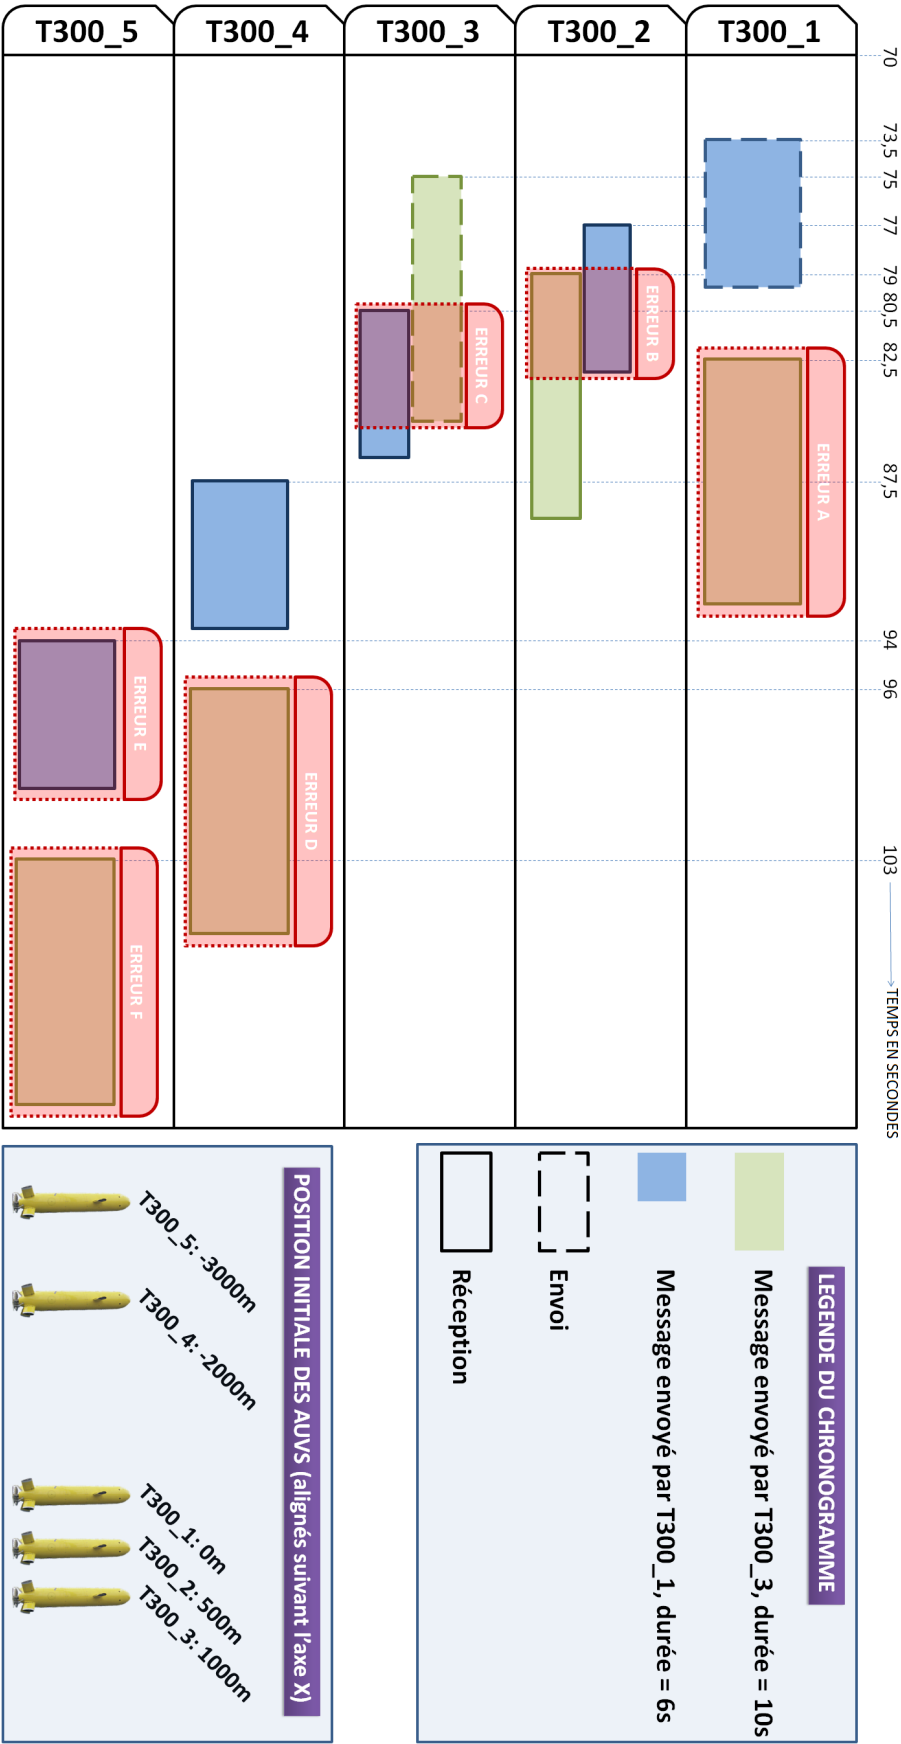 T300_5
T300_4
T300_3
T300_2
T300_1
70
73,5
75
77
79
80,5
82,5
87,5
94
96
103
TEMPS EN SECONDES
ERREUR A
ERREUR B
ERREUR C
ERREUR D
ERREUR E
ERREUR F
LEGENDE DU CHRONOGRAMME
Message envoyé par T300_3, durée = 10s
Message envoyé par T300_1, durée = 6s
Envoi
Réception
POSITION INITIALE DES AUVS (alignés suivant l'axe X)
T300_5: -3000m
T300_4: -2000m
T300_1: 0m
T300_2: 500m
T300_3: 1000m